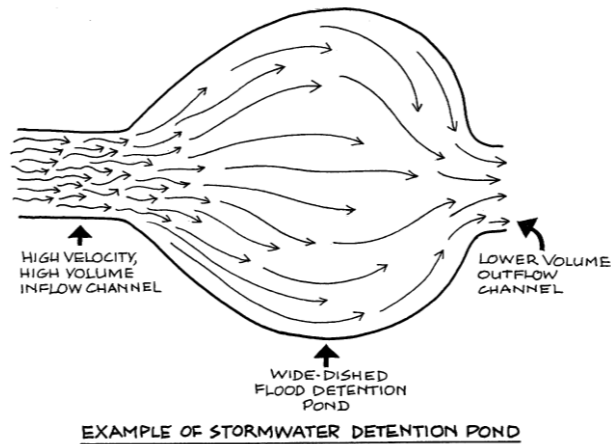 HIGH VELOCITY,
HIGH VOLUME
INFLOW CHANNEL
LOWER VOLUME
OUTFLOW
CHANNEL
WIDE-DISHED
FLOOD DETENTION
POND
EXAMPLE OF STORMWATER DETENTION POND